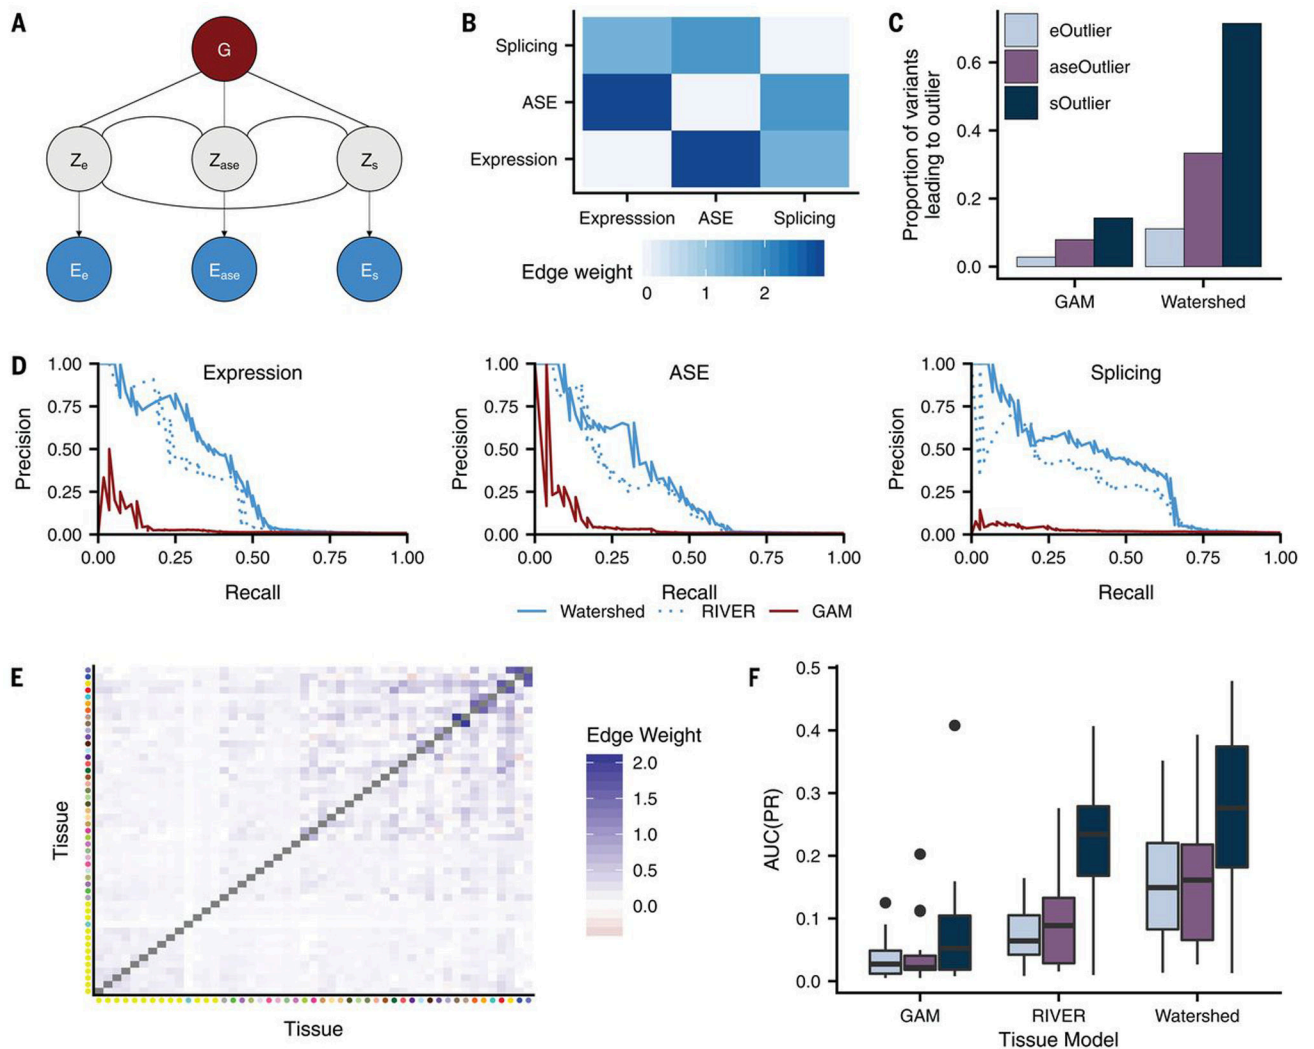 A
G
Ze Zase Zs
Ee Ease Es
B
Splicing
ASE
Expression
Expresssion ASE Splicing
Edge weight
0 1 2
C
eOutlier
aseOutlier
sOutlier
Proportion of variants
leading to outlier
0.6
0.4
0.2
0.0
GAM Watershed
D
Expression
Precision
1.00
0.75
0.50
0.25
0.00
0.00 0.25 0.50 0.75 1.00
Recall
ASE
Precision
1.00
0.75
0.50
0.25
0.00
0.00 0.25 0.50 0.75 1.00
Recall
Splicing
Precision
1.00
0.75
0.50
0.25
0.00
0.00 0.25 0.50 0.75 1.00
Recall
Watershed RIVER GAM
E
Tissue
Tissue
Edge Weight
2.0
1.5
1.0
0.5
0.0
F
AUC(PR)
0.5
0.4
0.3
0.2
0.1
0.0
GAM RIVER Watershed
Tissue Model